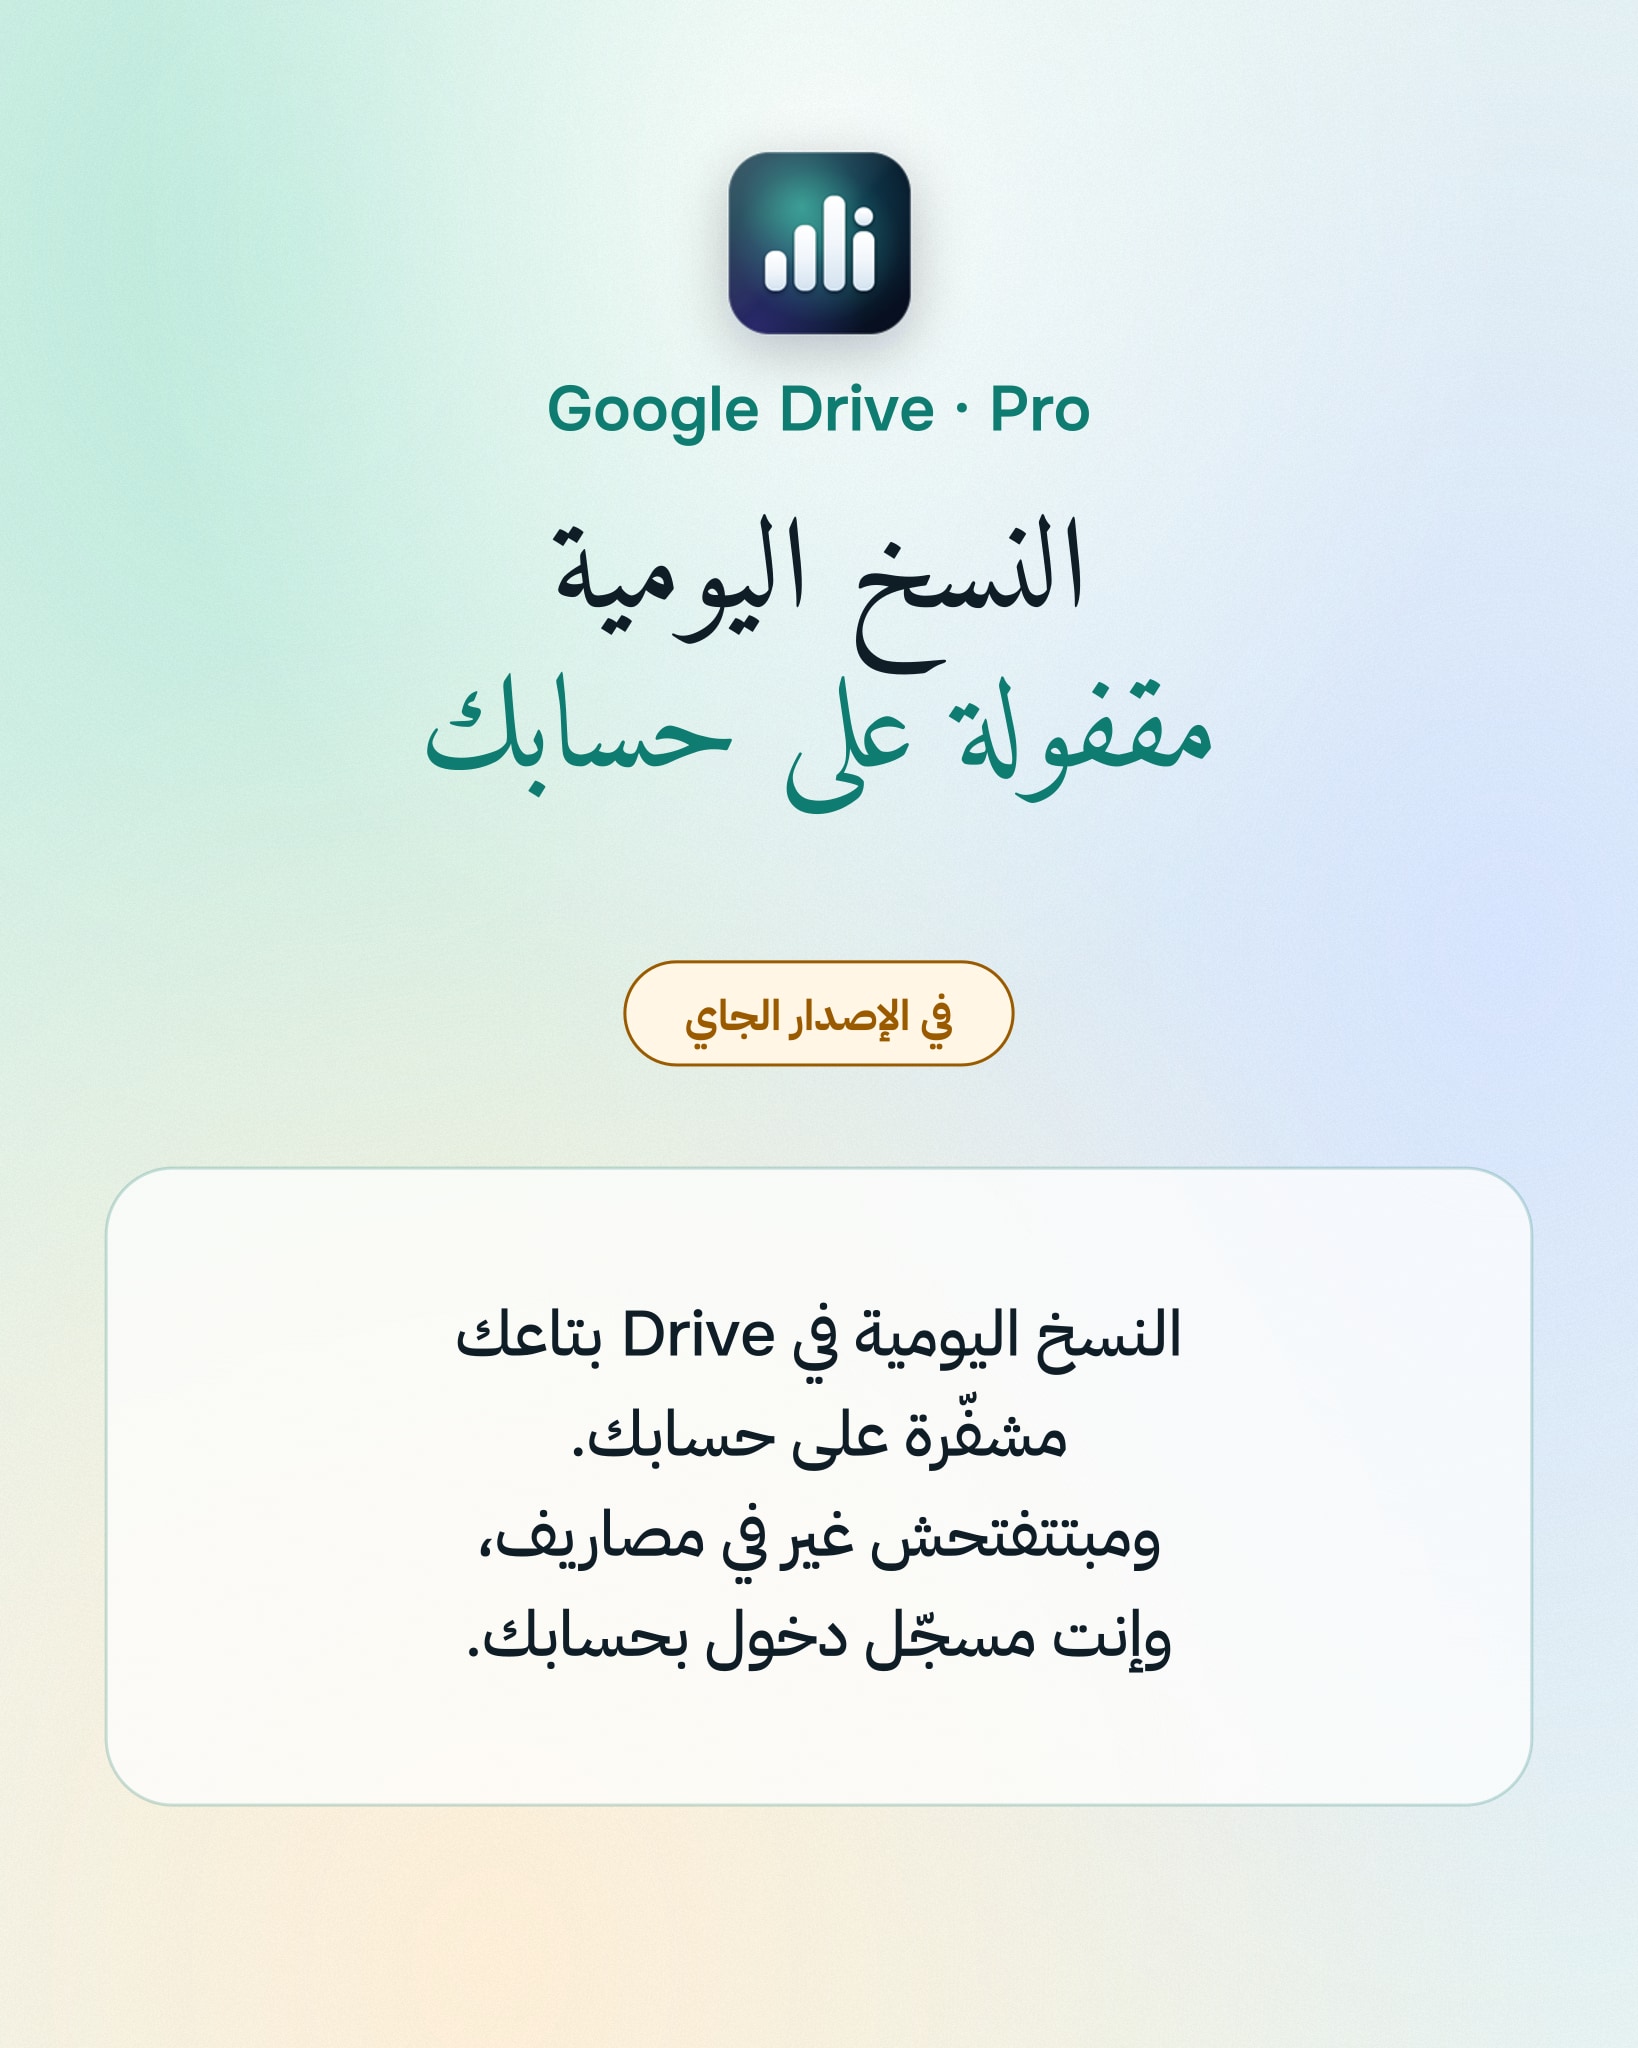 Google Drive · Pro
النسخ اليومية
مقفولة على حسابك
في الإصدار الجاي
النسخ اليومية في Drive بتاعك
مشفّرة على حسابك.
ومبتتفتحش غير في مصاريف،
وإنت مسجّل دخول بحسابك.